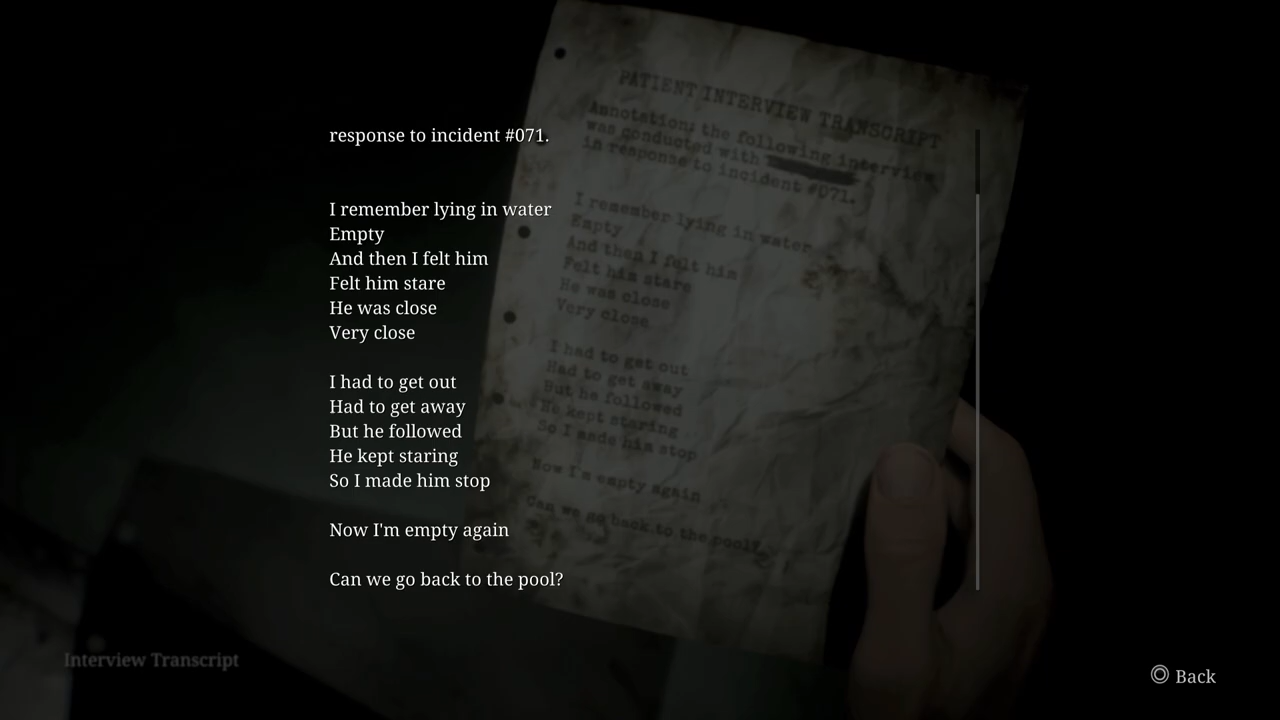 response to incident #071.
I remember lying in water
Empty
And then I felt him
Felt him stare
He was close
Very close
I had to get out
Had to get away
But he followed
He kept staring
So I made him stop
Now I'm empty again
Can we go back to the pool?
PATIENT INTERVIEW TRANSCRIPT
Annotation: the following interview
was conducted with
in response to incident #071.
I remember lying in water
Empty
And then I felt him
Felt him stare
He was close
Very close
I had to get out
Had to get away
But he followed
He kept staring
So I made him stop
Now I'm empty again
Can we go back to the pool?
Interview Transcript
Back